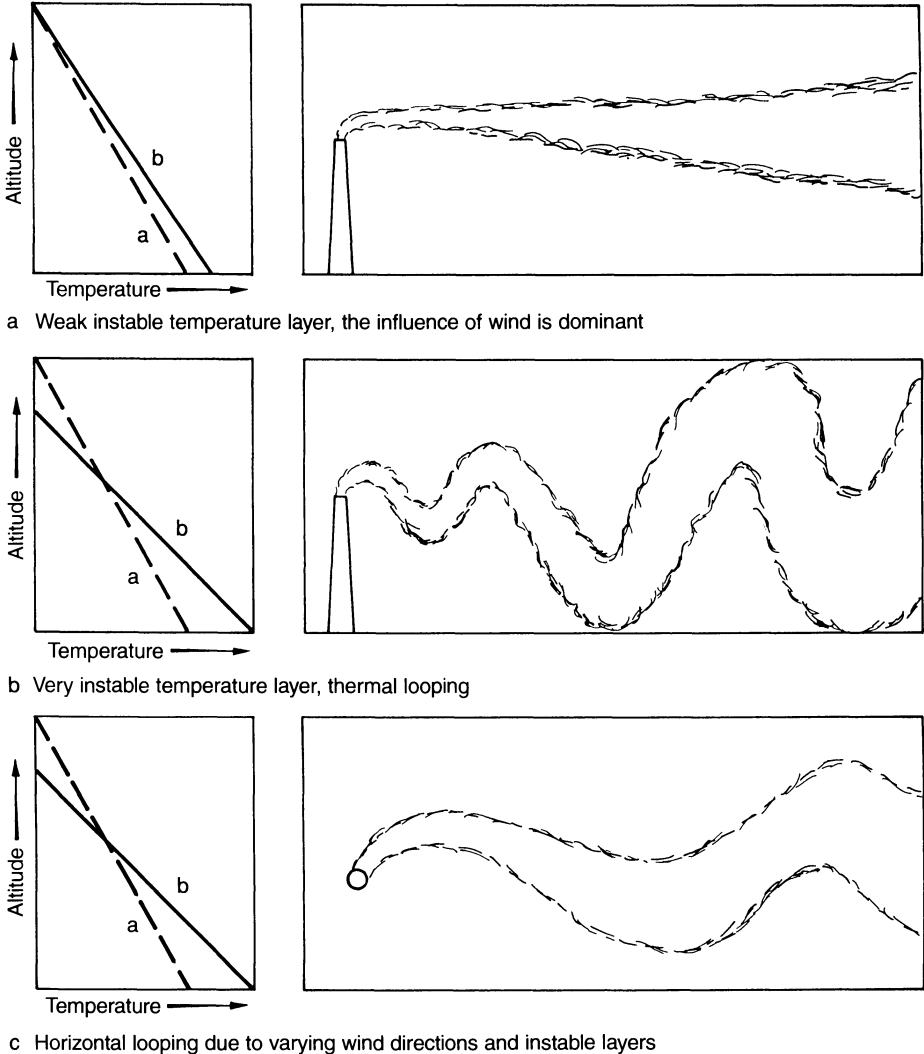 Altitude
b
a
Temperature
a Weak instable temperature layer, the influence of wind is dominant
Altitude
b
a
Temperature
b Very instable temperature layer, thermal looping
Altitude
b
a
Temperature
c Horizontal looping due to varying wind directions and instable layers